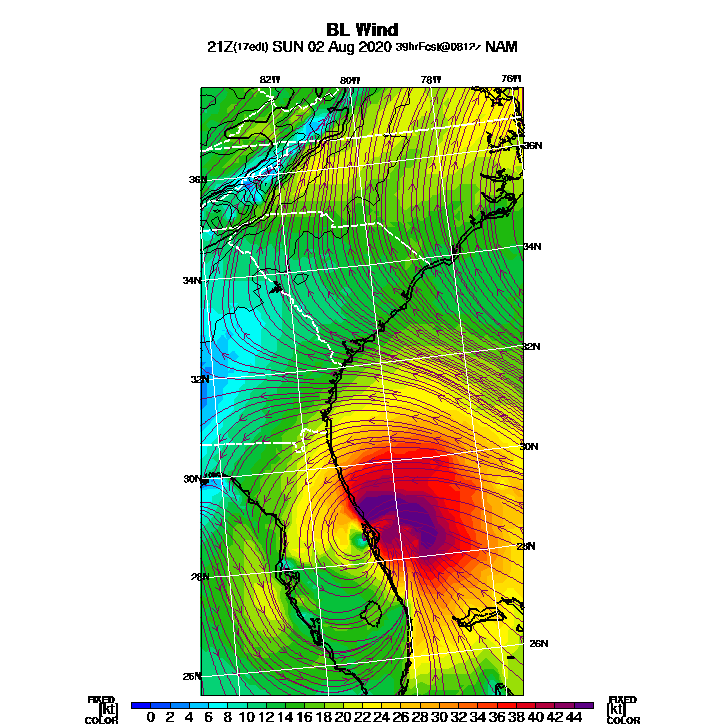 BL Wind
21Z(17edt) SUN 02 Aug 2020 39hrFcst@0812z NAM
82W 80W 78W 76W
36N 36N
34N 34N
32N 32N
30N 30N
28N 28N
26N 26N
FIXED [kt] COLOR 0 2 4 6 8 10 12 14 16 18 20 22 24 26 28 30 32 34 36 38 40 42 44 FIXED [kt] COLOR